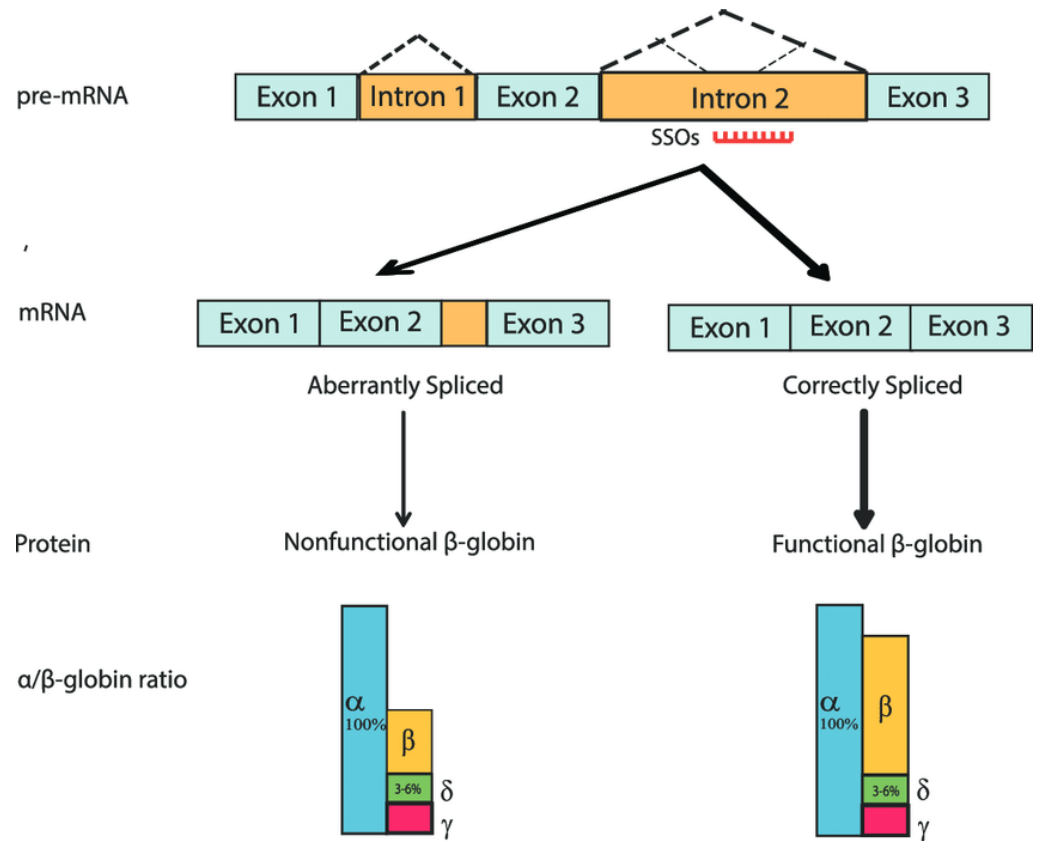 pre-mRNA
Exon 1 Intron 1 Exon 2 Intron 2 Exon 3
SSOs
,
mRNA
Exon 1 Exon 2 Exon 3
Exon 1 Exon 2 Exon 3
Aberrantly Spliced
Correctly Spliced
Protein
Nonfunctional β-globin
Functional β-globin
α/β-globin ratio
α
100%
β
3-6% δ
γ
α
100%
β
3-6% δ
γ